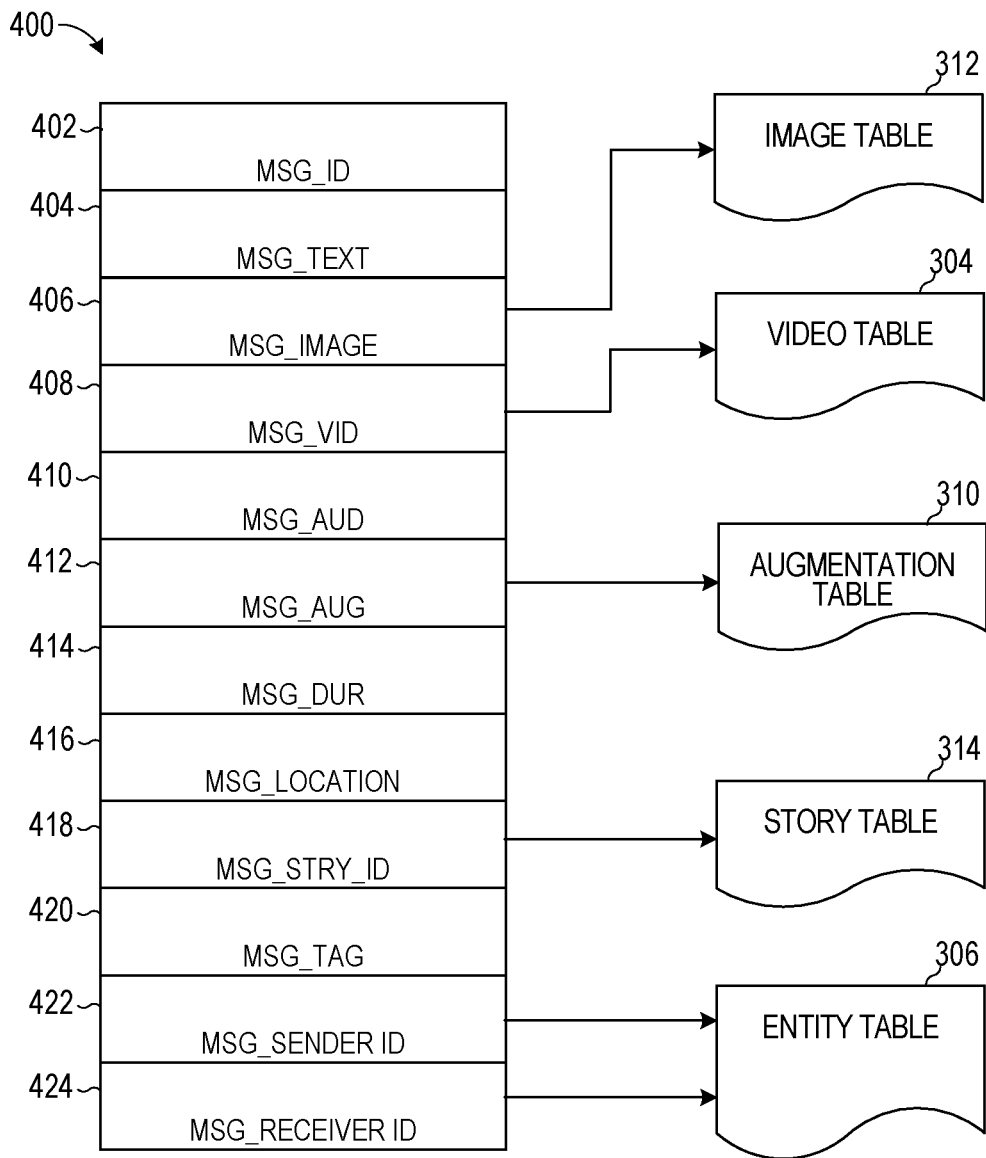 400
402
MSG_ID
404
MSG_TEXT
406
MSG_IMAGE
408
MSG_VID
410
MSG_AUD
412
MSG_AUG
414
MSG_DUR
416
MSG_LOCATION
418
MSG_STRY_ID
420
MSG_TAG
422
MSG_SENDER ID
424
MSG_RECEIVER ID
312
IMAGE TABLE
304
VIDEO TABLE
310
AUGMENTATION
TABLE
314
STORY TABLE
306
ENTITY TABLE